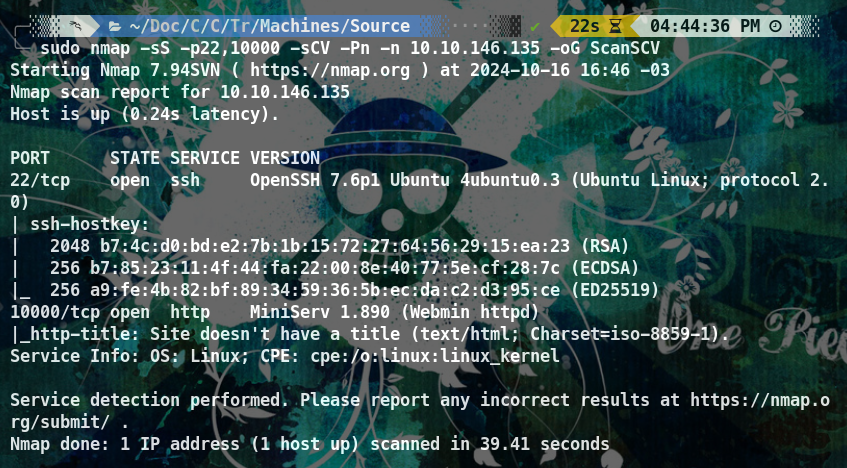 ~/Doc/C/C/Tr/Machines/Source ✔ 22s 04:44:36 PM
sudo nmap -sS -p22,10000 -sCV -Pn -n 10.10.146.135 -oG ScanSCV
Starting Nmap 7.94SVN ( https://nmap.org ) at 2024-10-16 16:46 -03
Nmap scan report for 10.10.146.135
Host is up (0.24s latency).
PORT      STATE SERVICE VERSION
22/tcp    open  ssh     OpenSSH 7.6p1 Ubuntu 4ubuntu0.3 (Ubuntu Linux; protocol 2.
0)
| ssh-hostkey:
|   2048 b7:4c:d0:bd:e2:7b:1b:15:72:27:64:56:29:15:ea:23 (RSA)
|   256 b7:85:23:11:4f:44:fa:22:00:8e:40:77:5e:cf:28:7c (ECDSA)
|_  256 a9:fe:4b:82:bf:89:34:59:36:5b:ec:da:c2:d3:95:ce (ED25519)
10000/tcp open  http    MiniServ 1.890 (Webmin httpd)
|_http-title: Site doesn't have a title (text/html; Charset=iso-8859-1).
Service Info: OS: Linux; CPE: cpe:/o:linux:linux_kernel
One Piec
Service detection performed. Please report any incorrect results at https://nmap.o
rg/submit/ .
Nmap done: 1 IP address (1 host up) scanned in 39.41 seconds